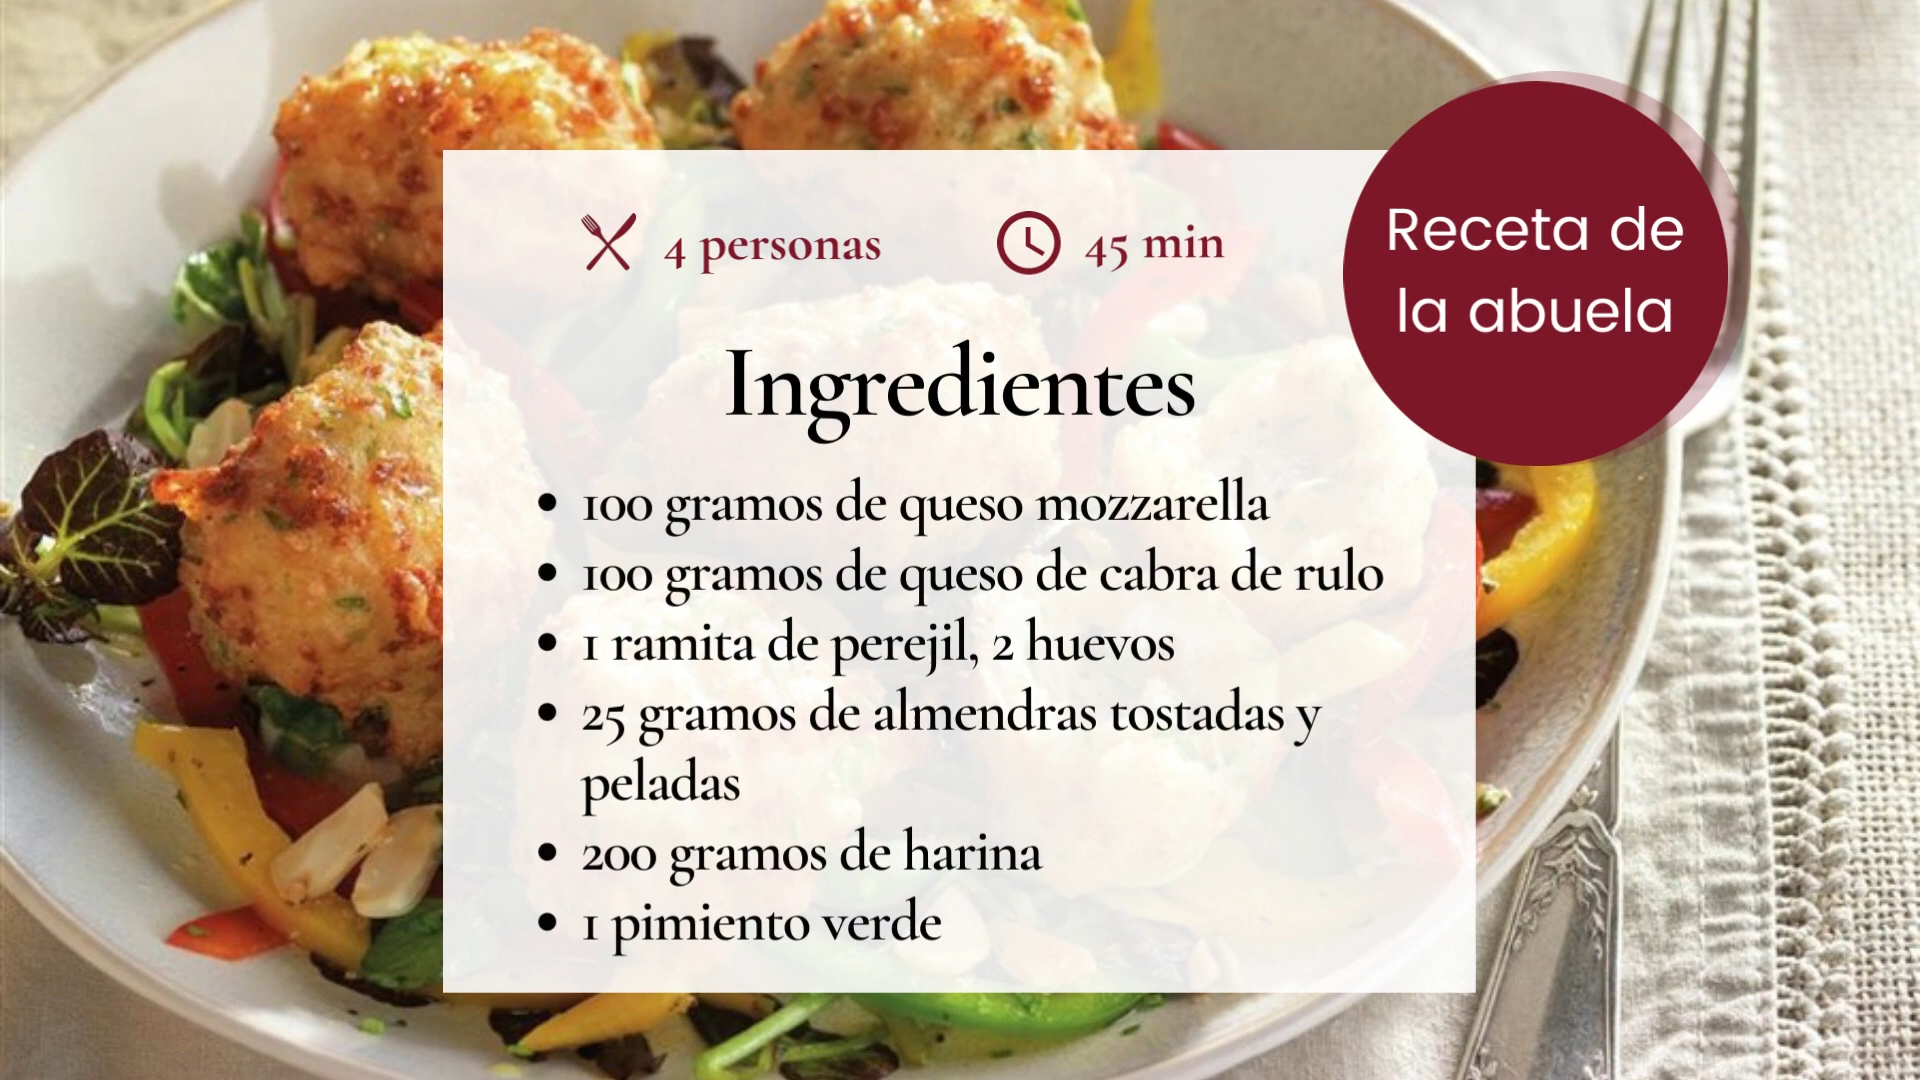 4 personas
45 min
Receta de
la abuela
Ingredientes
• 100 gramos de queso mozzarella
• 100 gramos de queso de cabra de rulo
• 1 ramita de perejil, 2 huevos
• 25 gramos de almendras tostadas y
peladas
• 200 gramos de harina
• 1 pimiento verde